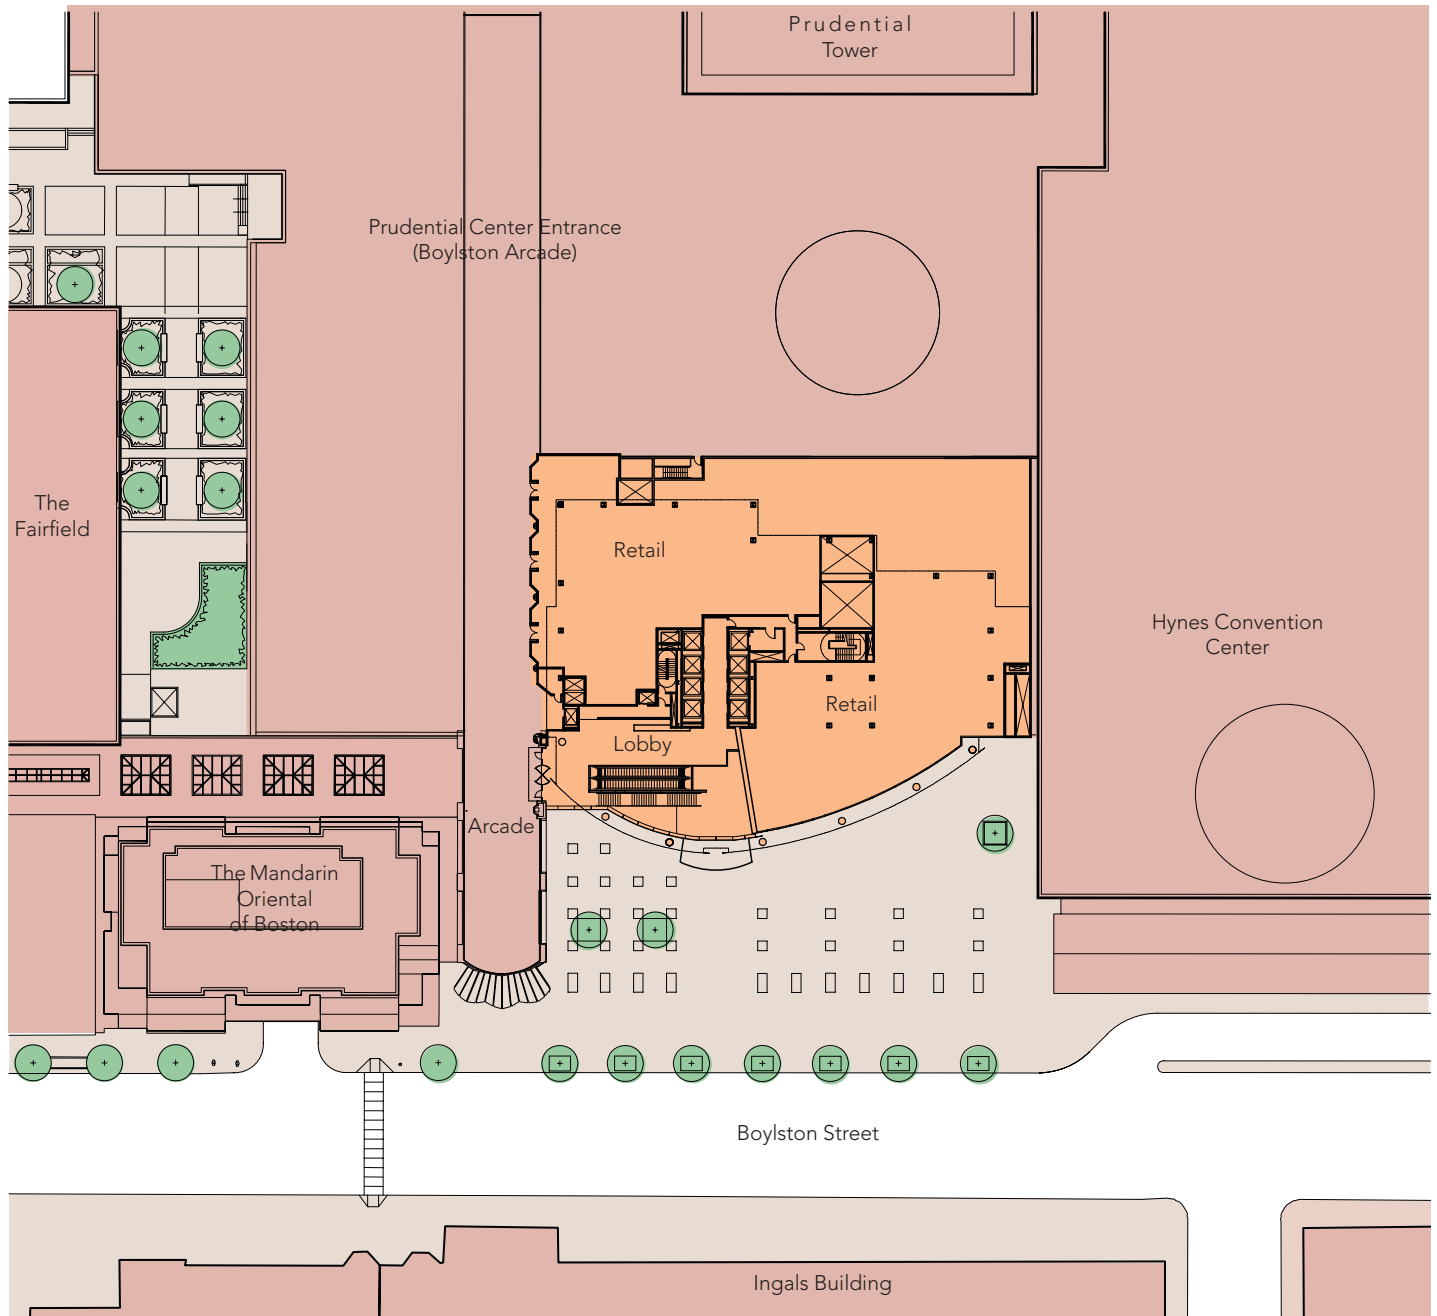 Prudential
Tower
Prudential Center Entrance
(Boylston Arcade)
The
Fairfield
Retail
Hynes Convention
Center
Retail
Lobby
Arcade
The Mandarin
Oriental
of Boston
Boylston Street
Ingals Building